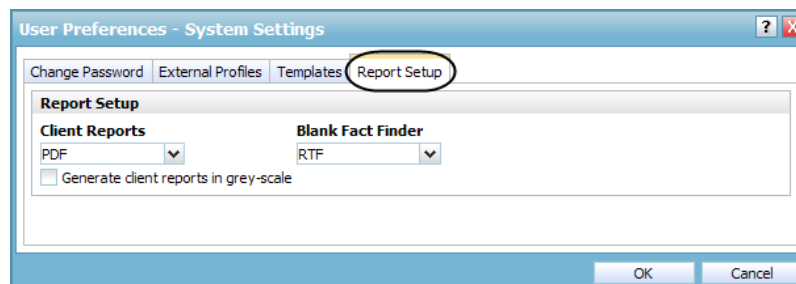 User Preferences - System Settings ? X
Change Password External Profiles Templates Report Setup
Report Setup
Client Reports Blank Fact Finder
PDF RTF
Generate client reports in grey-scale
OK Cancel